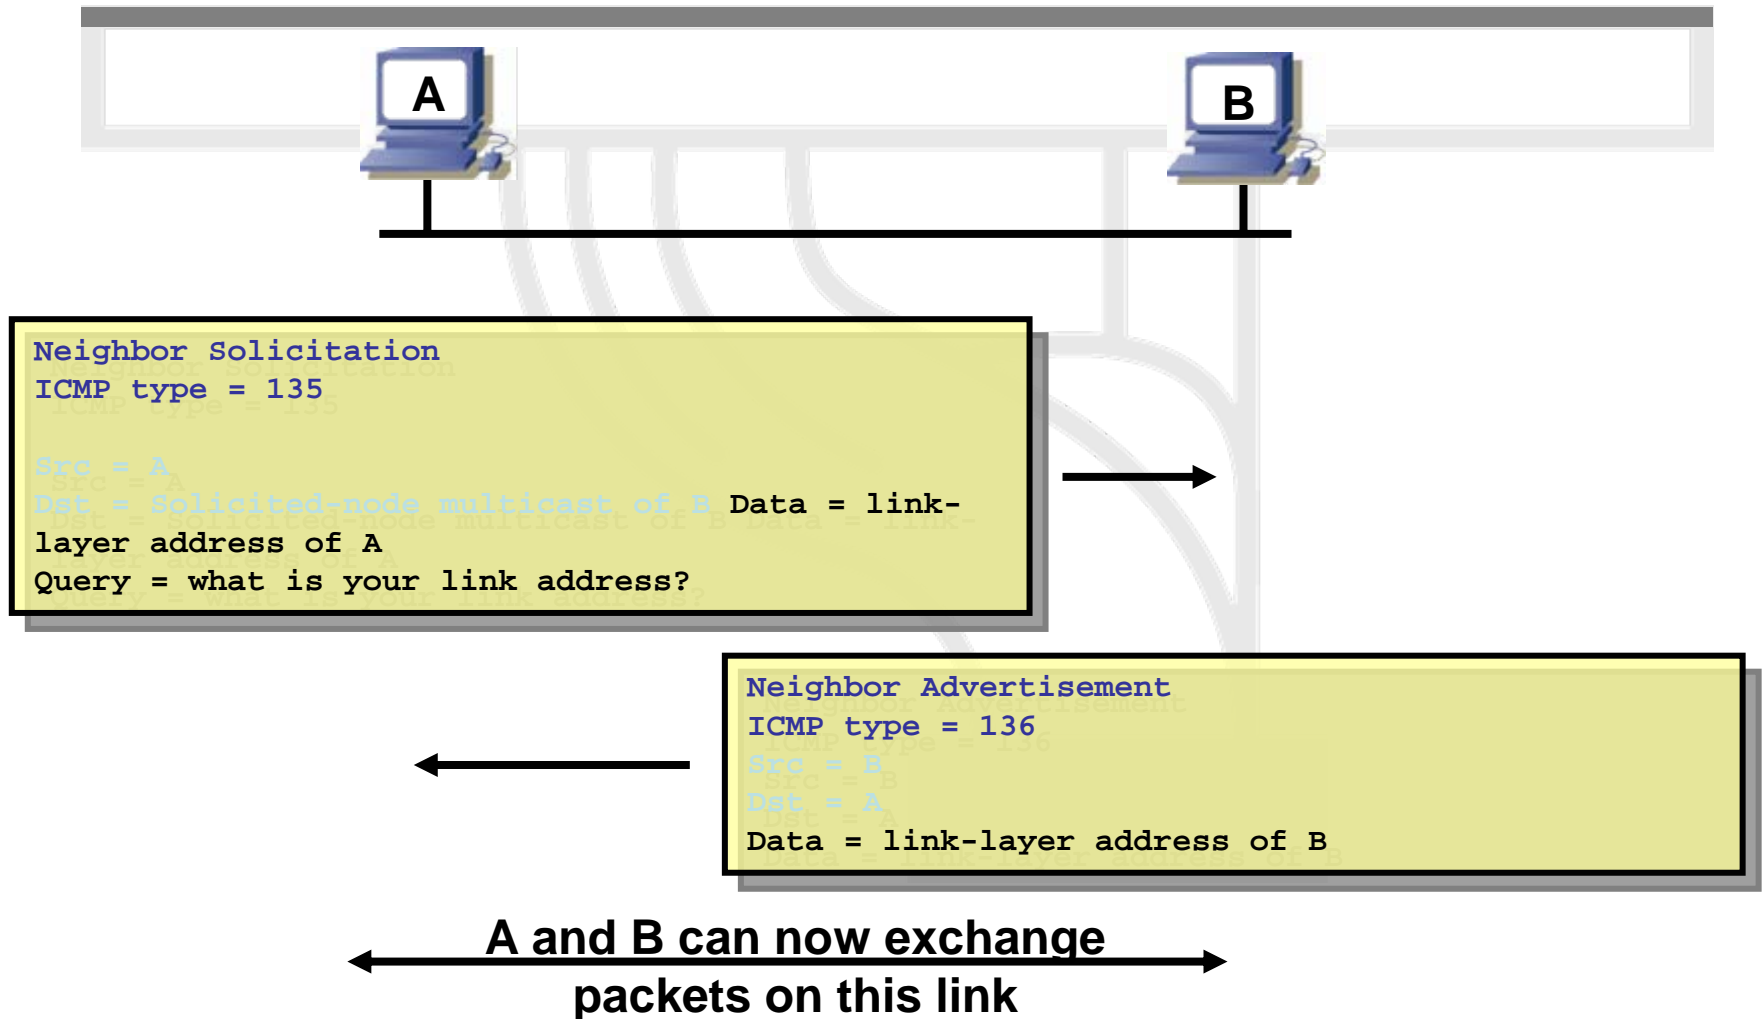 A
B
Neighbor Solicitation
ICMP type = 135
Src = A
Dst = Solicited-node multicast of B Data = link-
layer address of A
Query = what is your link address?
Neighbor Advertisement
ICMP type = 136
Src = B
Dst = A
Data = link-layer address of B
A and B can now exchange
packets on this link